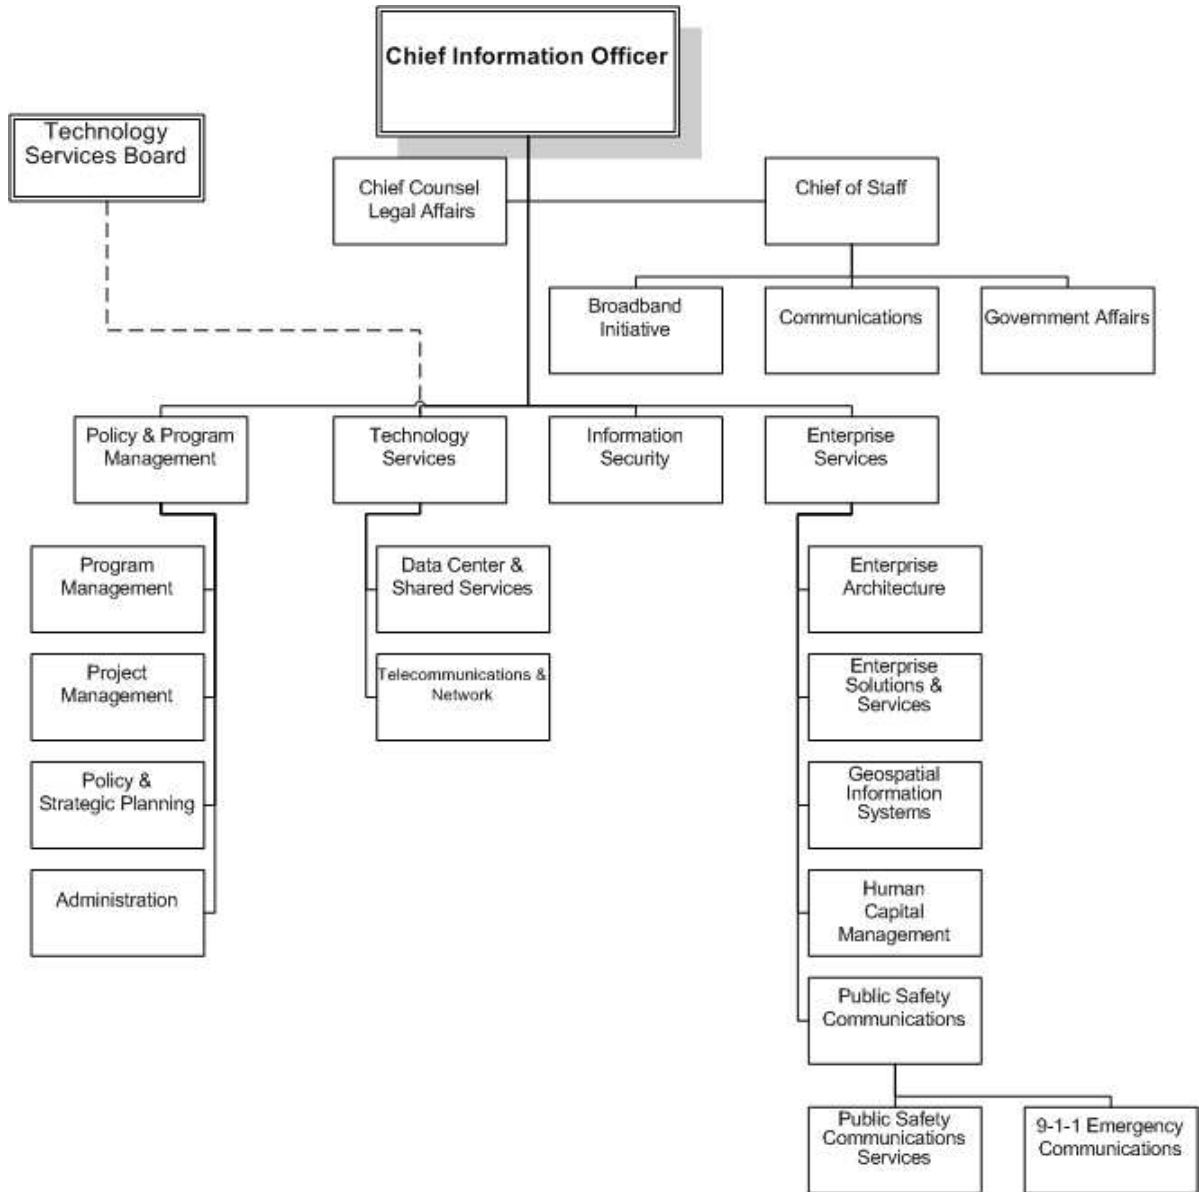 Chief Information Officer
Technology
Services Board
Chief Counsel
Legal Affairs
Chief of Staff
Broadband
Initiative
Communications
Government Affairs
Policy & Program
Management
Technology
Services
Information
Security
Enterprise
Services
Program
Management
Data Center &
Shared Services
Enterprise
Architecture
Project
Management
Telecommunications &
Network
Enterprise
Solutions &
Services
Policy &
Strategic Planning
Geospatial
Information
Systems
Administration
Human
Capital
Management
Public Safety
Communications
Public Safety
Communications
Services
9-1-1 Emergency
Communications